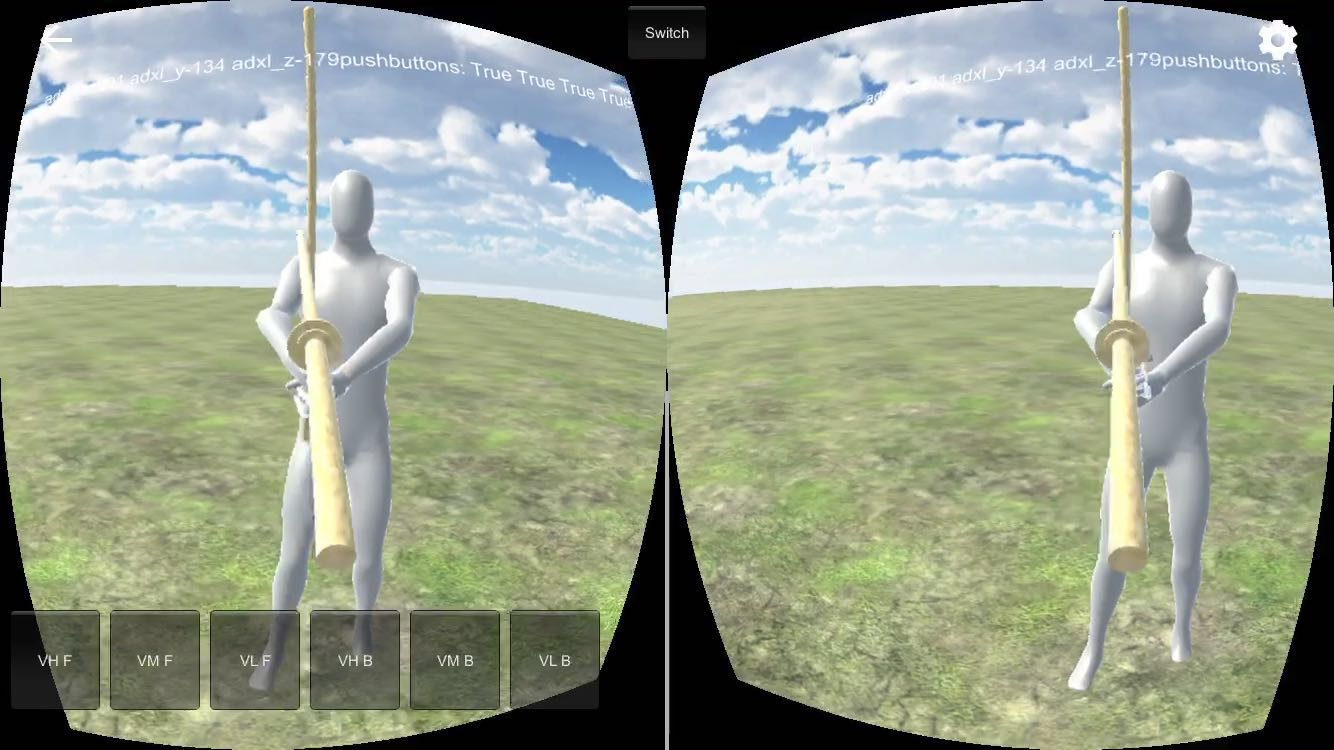 Switch
adxl_y-134 adxl_z-179pushbuttons: True True True True
adxl_y-134 adxl_z-179pushbuttons:
VH F
VM F
VL F
VH B
VM B
VL B